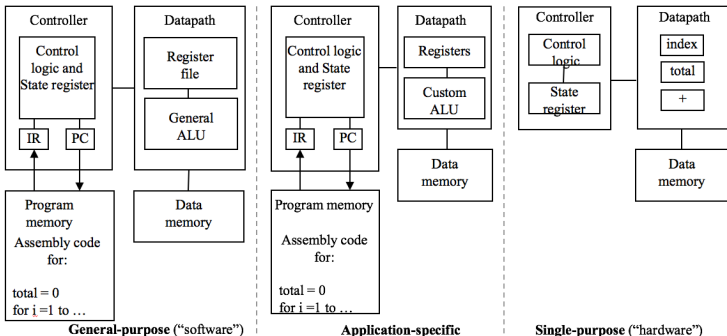 Controller
Datapath
Control
logic and
State register
Register
file
General
ALU
IR
PC
Program
memory
Data
memory
Assembly code
for:
total = 0
for i =1 to …
General-purpose (“software”)
Controller
Datapath
Control logic
and State
register
Registers
Custom
ALU
IR
PC
Data
memory
Program memory
Assembly code
for:
total = 0
for i =1 to …
Application-specific
Controller
Datapath
Control
logic
State
register
index
total
+
Data
memory
Single-purpose (“hardware”)